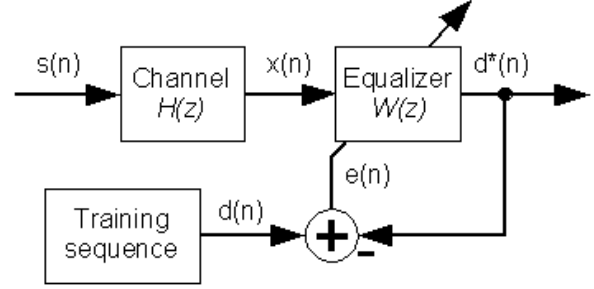 s(n)
Channel
H(z)
x(n)
Equalizer
W(z)
d*(n)
e(n)
Training
sequence
d(n)
+
-